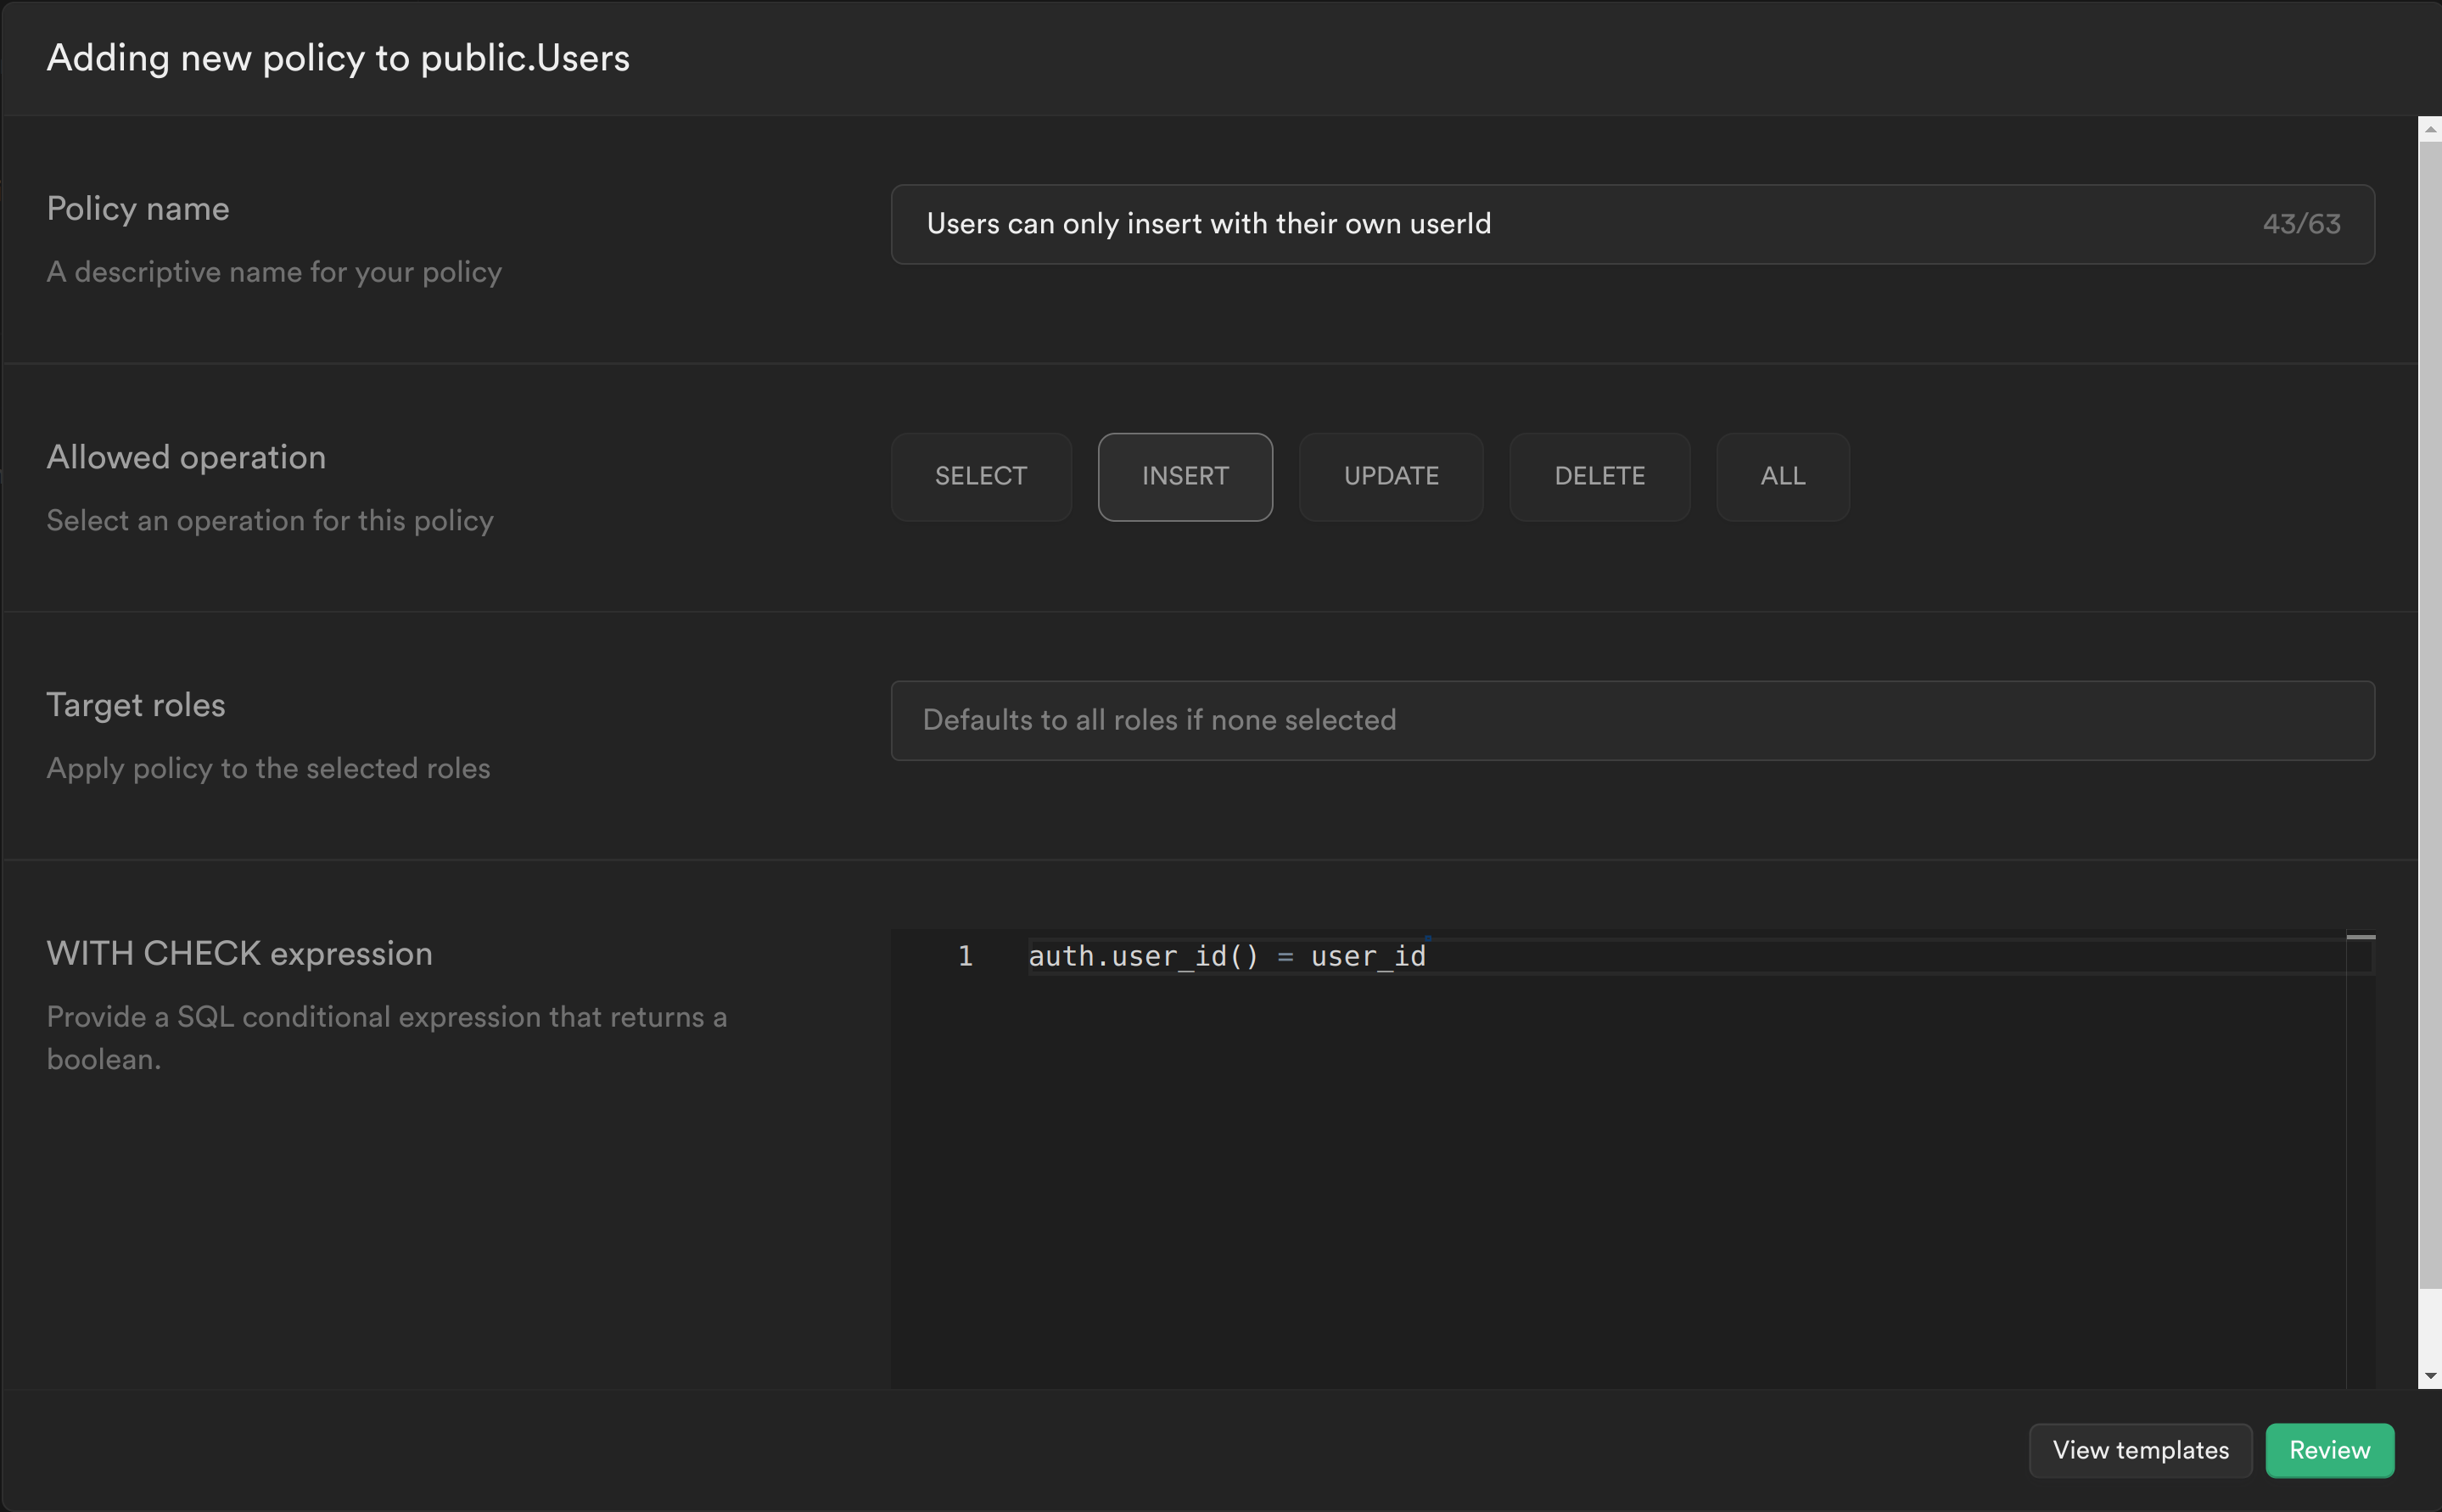 Adding new policy to public.Users
Policy name
A descriptive name for your policy
Users can only insert with their own userId
43/63
Allowed operation
Select an operation for this policy
SELECT
INSERT
UPDATE
DELETE
ALL
Target roles
Apply policy to the selected roles
Defaults to all roles if none selected
WITH CHECK expression
Provide a SQL conditional expression that returns a
boolean.
1
auth.user_id() = user_id
View templates
Review